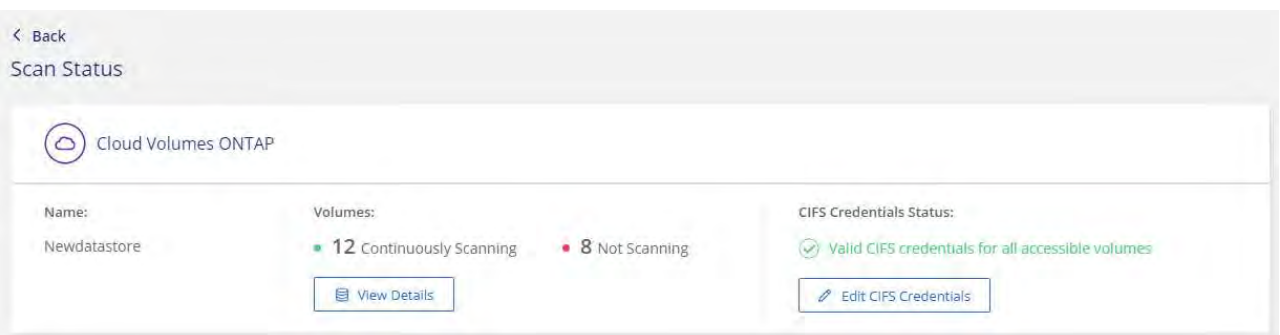 Back
Scan Status
Cloud Volumes ONTAP
Name:
Volumes:
CIFS Credentials Status:
Newdatastore
12 Continuously Scanning
8 Not Scanning
Valid CIFS credentials for all accessible volumes
View Details
Edit CIFS Credentials